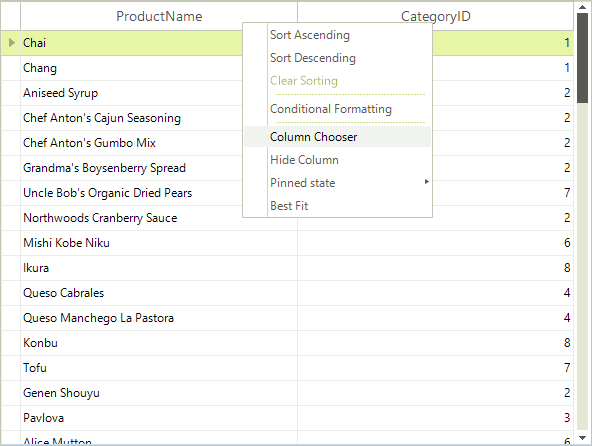 ProductName CategoryID
Chai 1
Chang 1
Aniseed Syrup 2
Chef Anton's Cajun Seasoning 2
Chef Anton's Gumbo Mix 2
Grandma's Boysenberry Spread 2
Uncle Bob's Organic Dried Pears 7
Northwoods Cranberry Sauce 2
Mishi Kobe Niku 6
Ikura 8
Queso Cabrales 4
Queso Manchego La Pastora 4
Konbu 8
Tofu 7
Genen Shouyu 2
Pavlova 3
Alice Mutton 6
Sort Ascending
Sort Descending
Clear Sorting
Conditional Formatting
Column Chooser
Hide Column
Pinned state
Best Fit